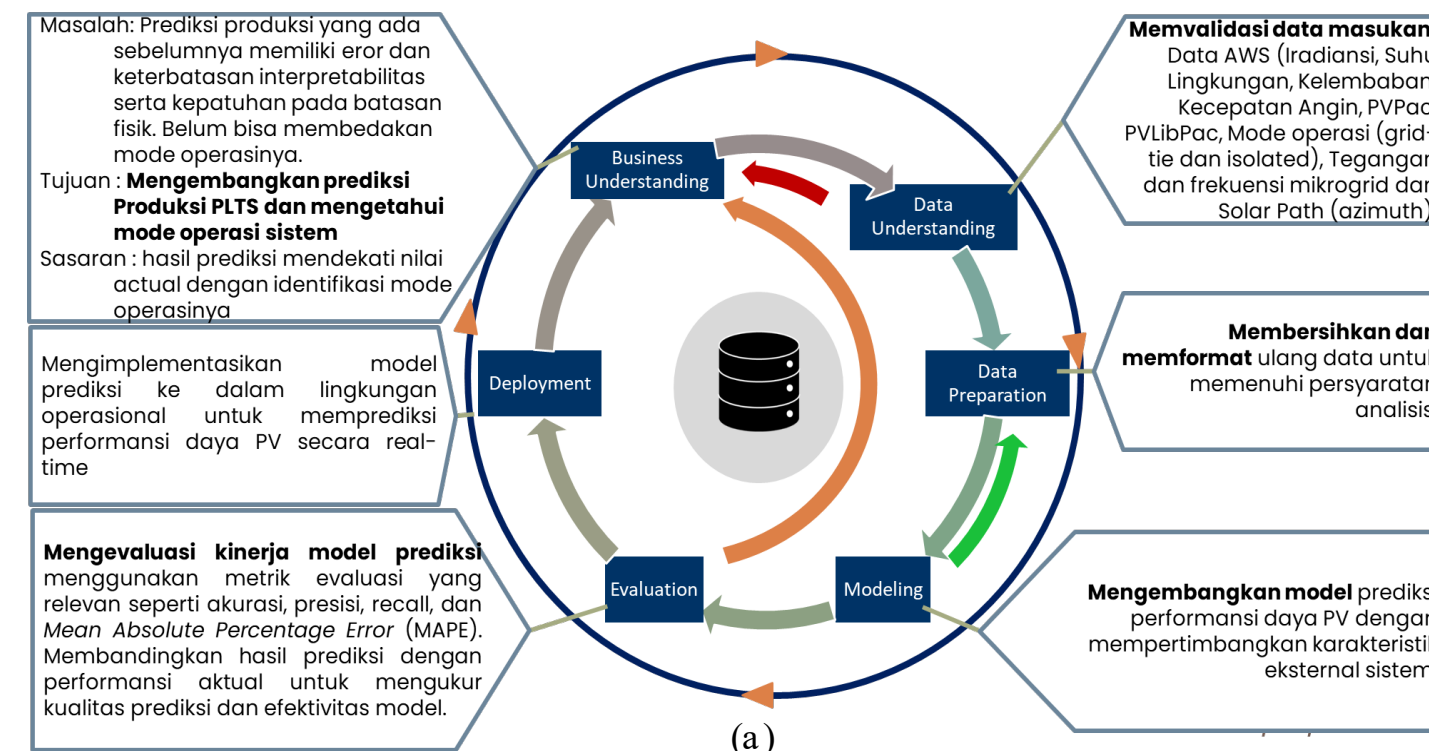 Masalah: Prediksi produksi yang ada
sebelumnya memiliki eror dan
keterbatasan interpretabilitas
serta kepatuhan pada batasan
fisik. Belum bisa membedakan
mode operasinya.
Tujuan : Mengembangkan prediksi
Produksi PLTS dan mengetahui
mode operasi sistem
Sasaran : hasil prediksi mendekati nilai
actual dengan identifikasi mode
operasinya
Mengimplementasikan model
prediksi ke dalam lingkungan
operasional untuk memprediksi
performansi daya PV secara real-
time
Mengevaluasi kinerja model prediksi
menggunakan metrik evaluasi yang
relevan seperti akurasi, presisi, recall, dan
Mean Absolute Percentage Error (MAPE).
Membandingkan hasil prediksi dengan
performansi aktual untuk mengukur
kualitas prediksi dan efektivitas model.
Business
Understanding
Data
Understanding
Data
Preparation
Modeling
Evaluation
Deployment
Memvalidasi data masukan
Data AWS (Iradiansi, Suhu
Lingkungan, Kelembaban
Kecepatan Angin, PVPac
PVLibPac, Mode operasi (grid-
tie dan isolated), Tegangan
dan frekuensi mikrogrid dan
Solar Path (azimuth)
Membersihkan dan
memformat ulang data untuk
memenuhi persyaratan
analisis
Mengembangkan model prediksi
performansi daya PV dengan
mempertimbangkan karakteristik
eksternal sistem
(a)